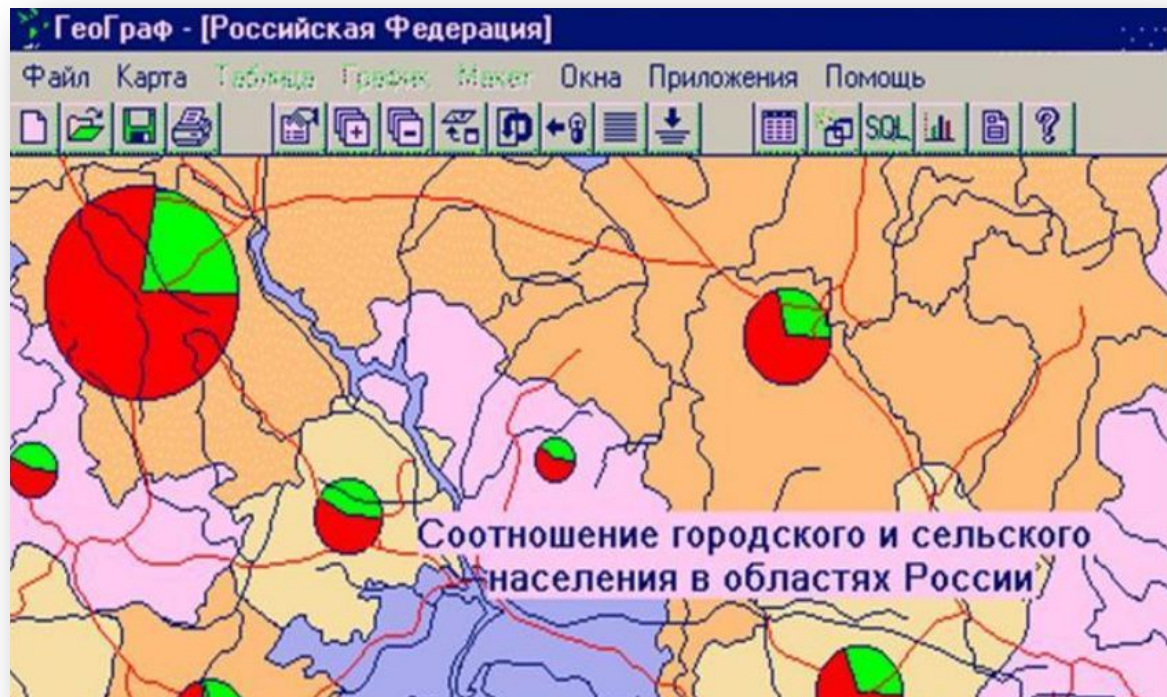 ГеоГраф - [Российская Федерация]
Файл Карта Таблица График Макет Окна Приложения Помощь
SQL
Соотношение городского и сельского
населения в областях России